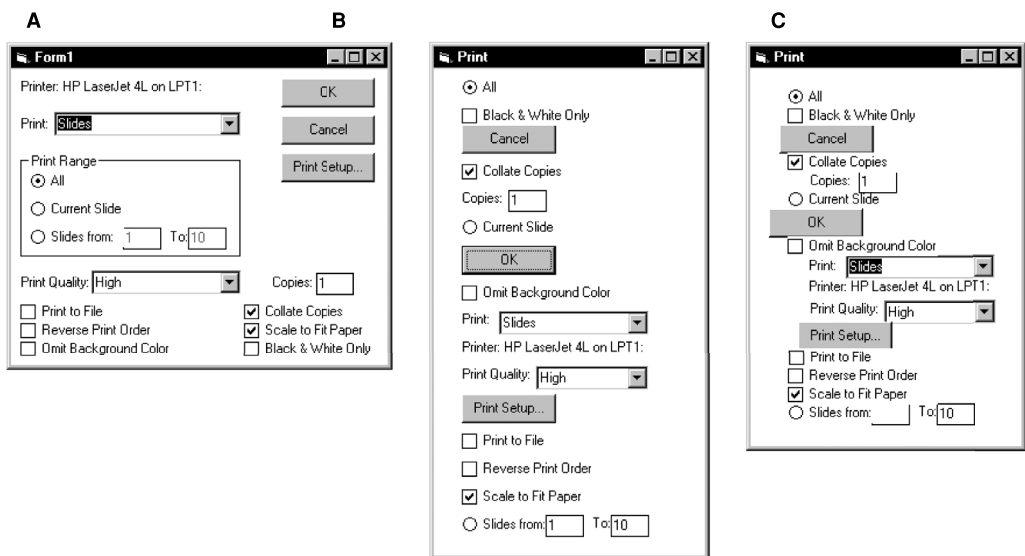 A
Form1
Printer: HP LaserJet 4L on LPT1:
OK
Print: Slides
Cancel
Print Setup...
Print Range
All
Current Slide
Slides from: 1 To: 10
Print Quality: High
Copies: 1
Print to File
Collate Copies
Reverse Print Order
Scale to Fit Paper
Omit Background Color
Black & White Only
B
Print
All
Black & White Only
Cancel
Collate Copies
Copies: 1
Current Slide
OK
Omit Background Color
Print: Slides
Printer: HP LaserJet 4L on LPT1:
Print Quality: High
Print Setup...
Print to File
Reverse Print Order
Scale to Fit Paper
Slides from: 1 To: 10
C
Print
All
Black & White Only
Cancel
Collate Copies
Copies: 1
Current Slide
OK
Omit Background Color
Print: Slides
Printer: HP LaserJet 4L on LPT1:
Print Quality: High
Print Setup...
Print to File
Reverse Print Order
Scale to Fit Paper
Slides from: To: 10